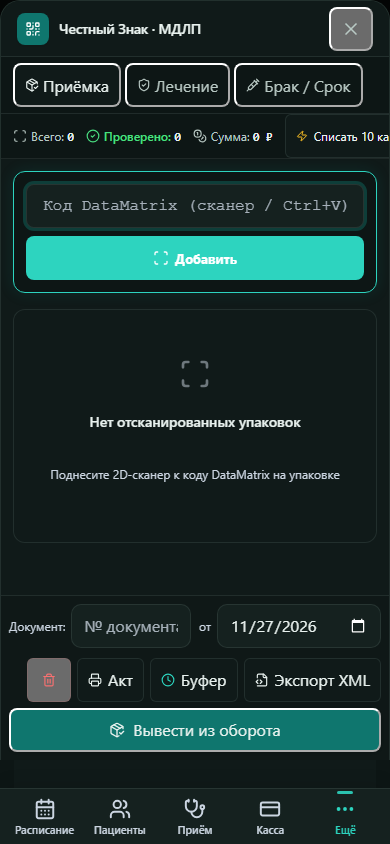 Честный Знак · МДЛП
Приёмка Лечение Брак / Срок
Всего: 0 Проверено: 0 Сумма: 0 ₽ Списать 10 ка
Код DataMatrix (сканер / Ctrl+V)
Добавить
Нет отсканированных упаковок
Поднесите 2D-сканер к коду DataMatrix на упаковке
Документ: № документа от 11/27/2026
Акт Буфер Экспорт XML
Вывести из оборота
Расписание Пациенты Приём Касса Ещё